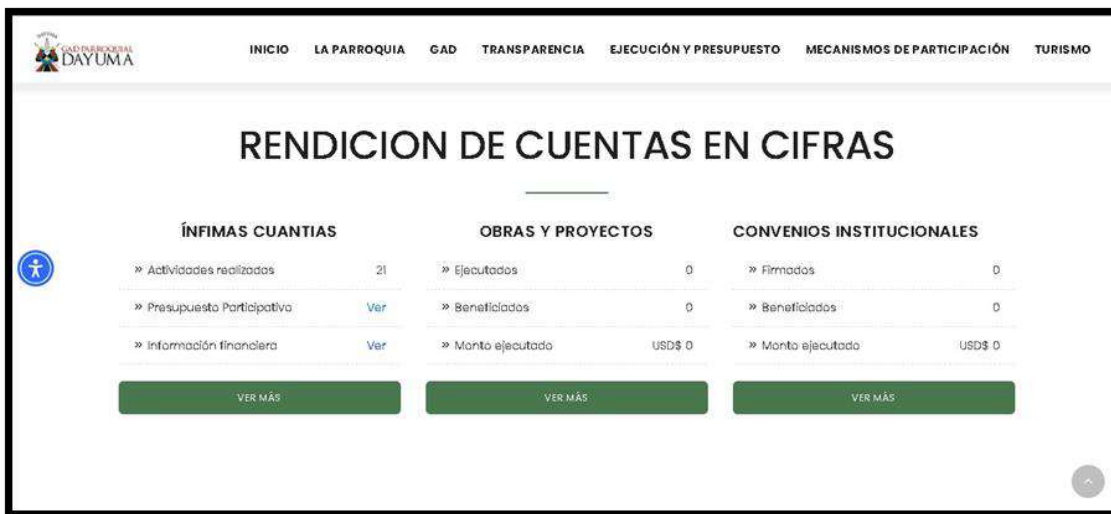 GAD PARROQUIAL
DAYUMA
INICIO LA PARROQUIA GAD TRANSPARENCIA EJECUCIÓN Y PRESUPUESTO MECANISMOS DE PARTICIPACIÓN TURISMO
RENDICION DE CUENTAS EN CIFRAS
ÍNFIMAS CUANTIAS
» Actividades realizadas 21
» Presupuesto Participativo Ver
» Información financiera Ver
VER MÁS
OBRAS Y PROYECTOS
» Ejecutados 0
» Beneficiados 0
» Monto ejecutado USD$ 0
VER MÁS
CONVENIOS INSTITUCIONALES
» Firmados 0
» Beneficiados 0
» Monto ejecutado USD$ 0
VER MÁS